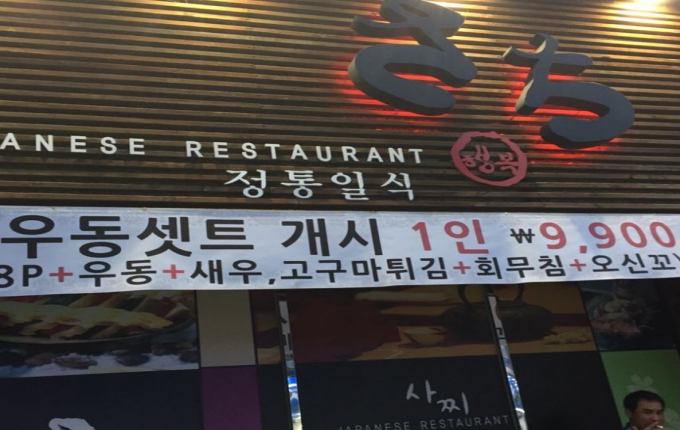 ANESE RESTAURANT
행복
정통일식
우동셋트 개시 1인 ₩9,900
8P+우동+새우,고구마튀김+회무침+오신꼬
사찌
JAPANESE RESTAURANT